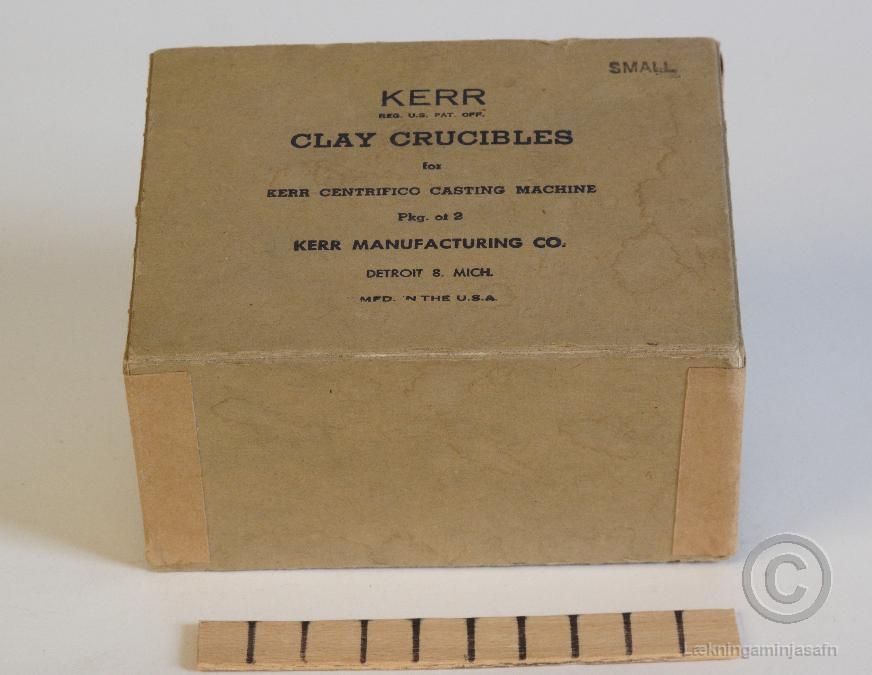 SMALL
KERR
REG. U.S. PAT. OFF.
CLAY CRUCIBLES
for
KERR CENTRIFICO CASTING MACHINE
Pkg. of 2
KERR MANUFACTURING CO.
DETROIT 8, MICH.
MFD. 'N THE U.S.A.
©
Lækningaminjasafn